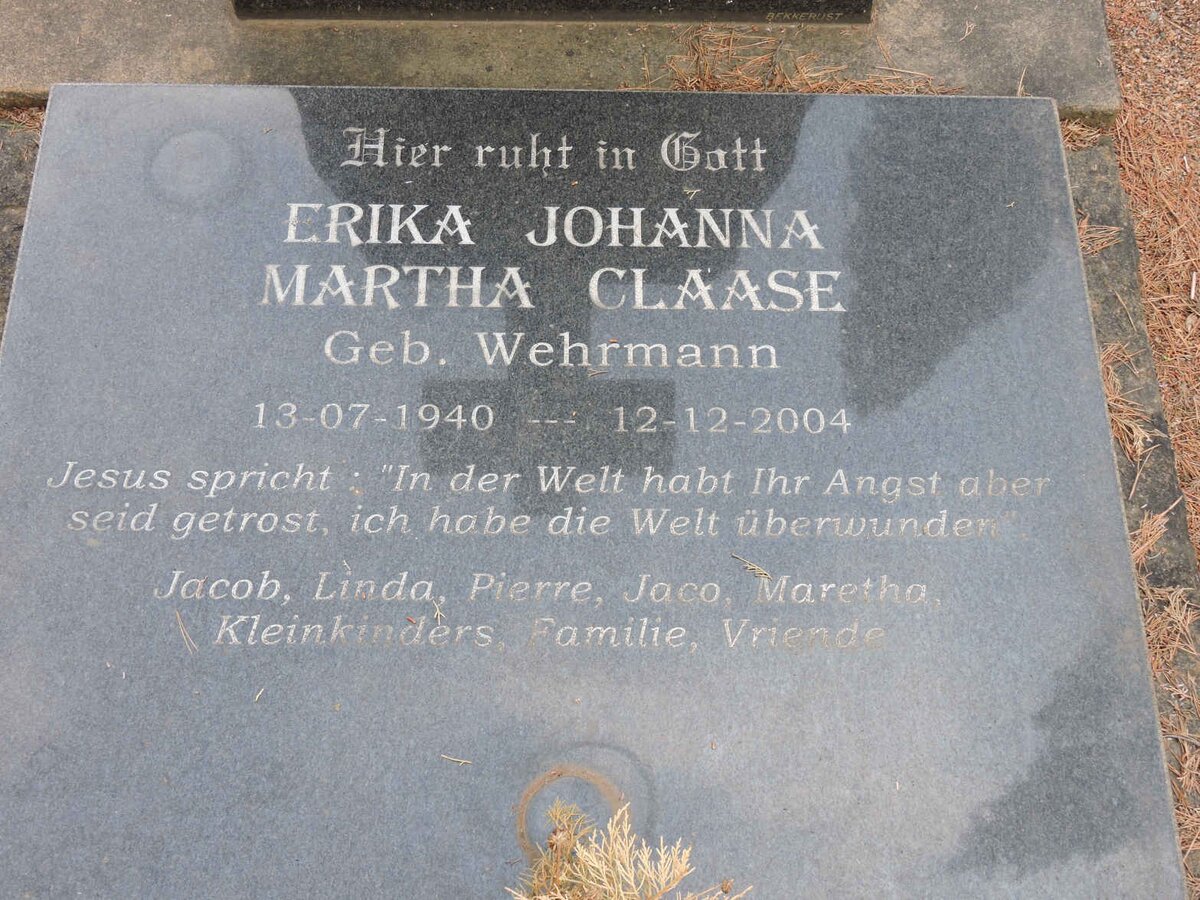 BEKKERUST
Hier ruht in Gott
ERIKA JOHANNA
MARTHA CLAASE
Geb. Wehrmann
13-07-1940 --- 12-12-2004
Jesus spricht : "In der Welt habt Ihr Angst aber
seid getrost, ich habe die Welt überwunden".
Jacob, Linda, Pierre, Jaco, Maretha,
Kleinkinders, Familie, Vriende